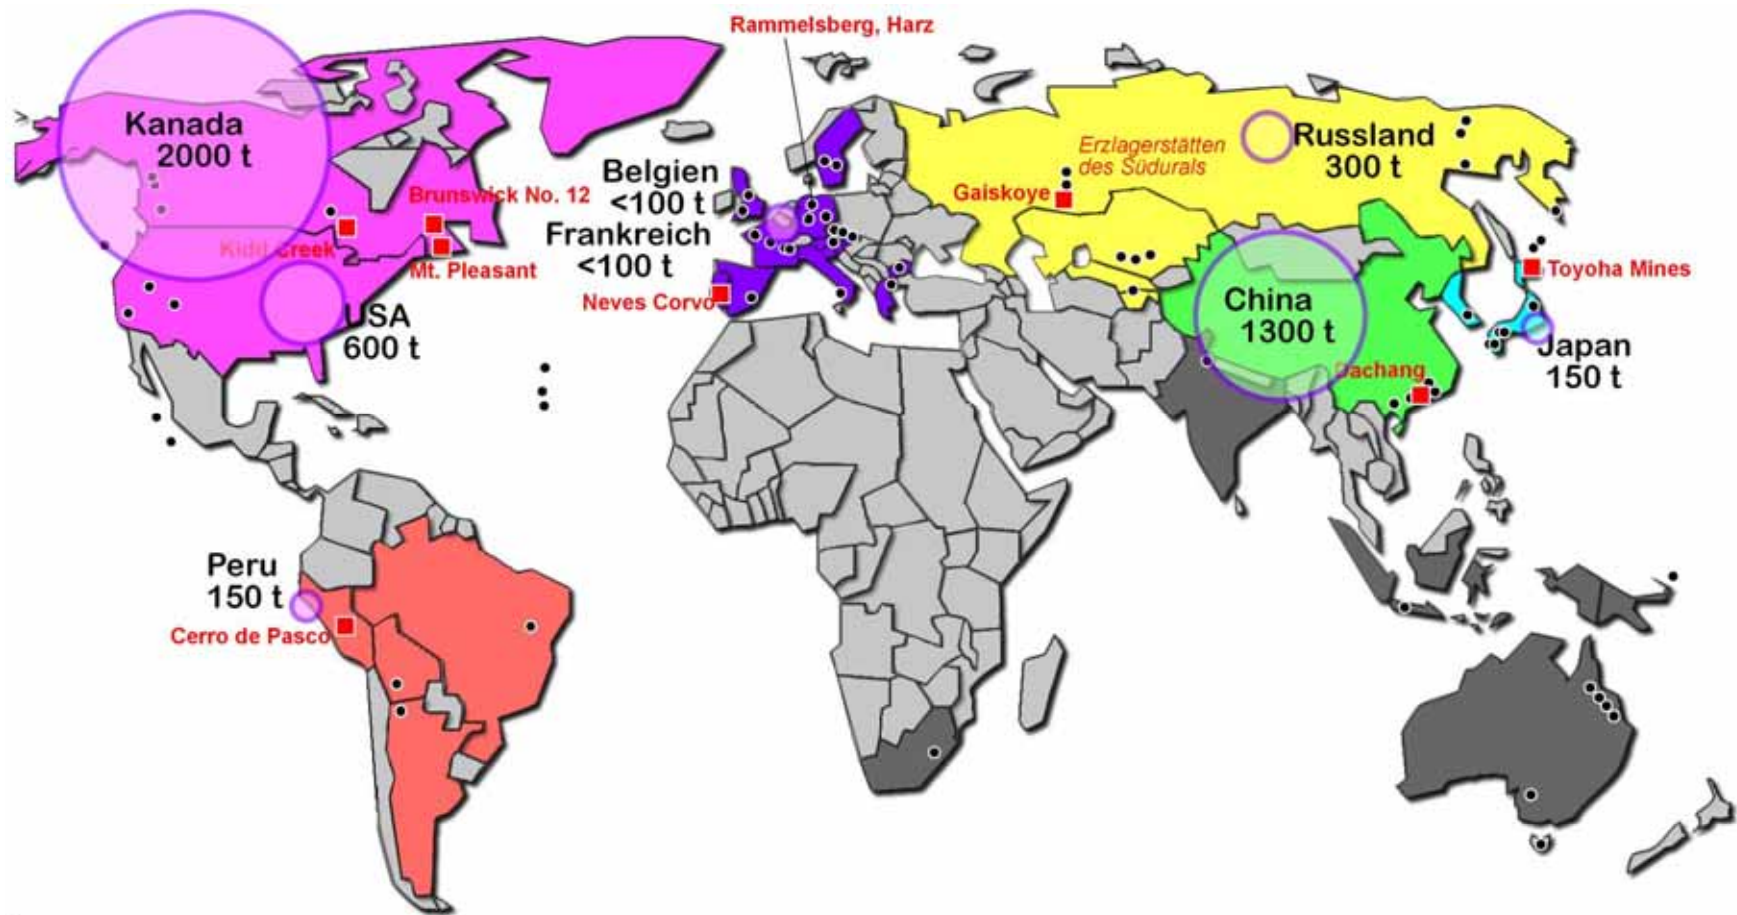 Rammelsberg, Harz
Kanada
2000 t
Erzlagerstätten
des Südurals
Russland
300 t
Belgien
<100 t
Gaiskoye
Brunswick No. 12
Frankreich
<100 t
Kidd Creek
Mt. Pleasant
Toyoha Mines
Neves Corvo
China
1300 t
USA
600 t
Japan
150 t
Dachang
Peru
150 t
Cerro de Pasco